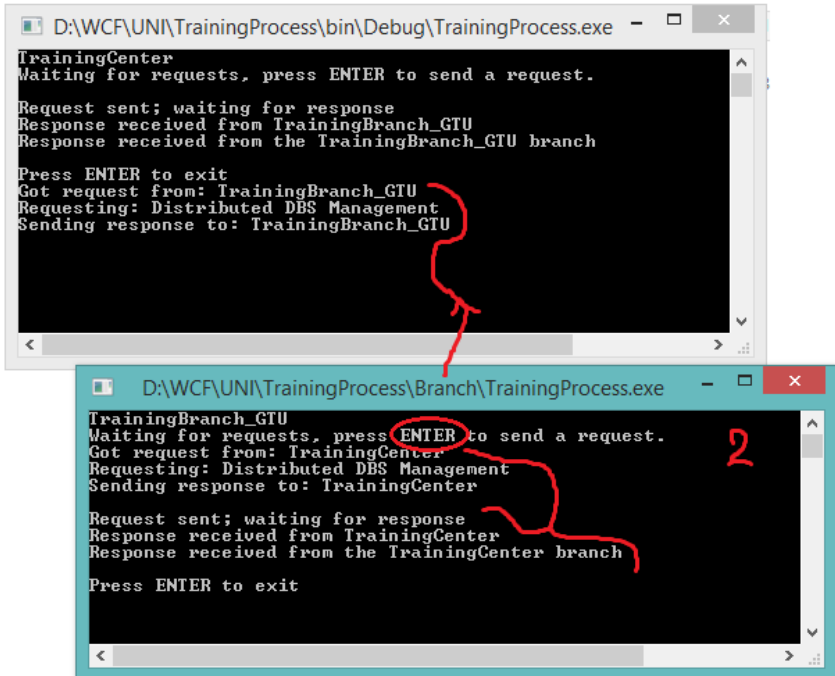 D:\WCF\UNI\TrainingProcess\bin\Debug\TrainingProcess.exe
TrainingCenter
Waiting for requests, press ENTER to send a request.
Request sent; waiting for response
Response received from TrainingBranch_GTU
Response received from the TrainingBranch_GTU branch
Press ENTER to exit
Got request from: TrainingBranch_GTU
Requesting: Distributed DBS Management
Sending response to: TrainingBranch_GTU
D:\WCF\UNI\TrainingProcess\Branch\TrainingProcess.exe
TrainingBranch_GTU
Waiting for requests, press ENTER to send a request.
2
Got request from: TrainingCenter
Requesting: Distributed DBS Management
Sending response to: TrainingCenter
Request sent; waiting for response
Response received from TrainingCenter
Response received from the TrainingCenter branch
Press ENTER to exit